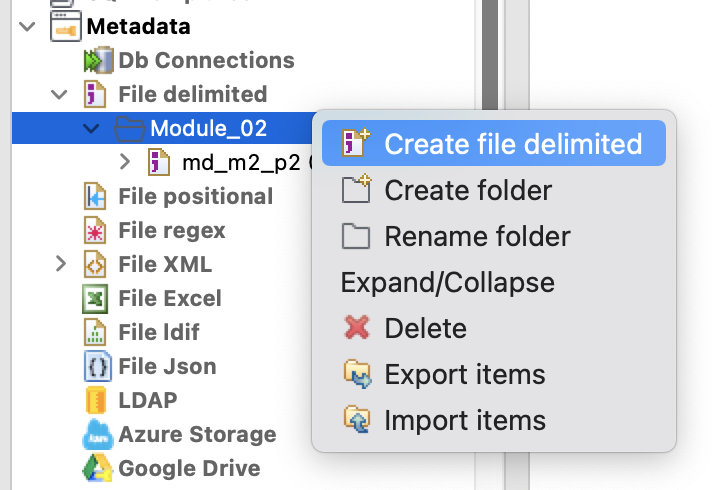 Metadata
Db Connections
File delimited
Module_02
md_m2_p2
File positional
File regex
File XML
File Excel
File ldif
File Json
LDAP
Azure Storage
Google Drive
Create file delimited
Create folder
Rename folder
Expand/Collapse
Delete
Export items
Import items